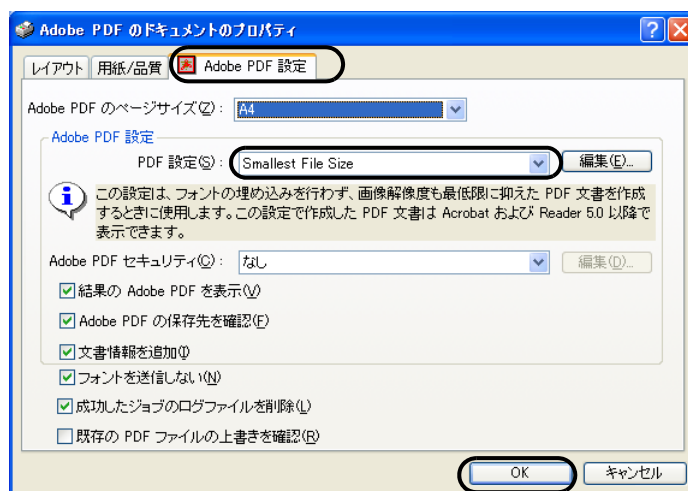 Adobe PDF のドキュメントのプロパティ
レイアウト 用紙/品質 Adobe PDF 設定
Adobe PDF のページサイズ(Z): A4
Adobe PDF 設定
PDF 設定(S): Smallest File Size 編集(E)...
この設定は、フォントの埋め込みを行わず、画像解像度も最低限に抑えた PDF 文書を作成
するときに使用します。この設定で作成した PDF 文書は Acrobat および Reader 5.0 以降で
表示できます。
Adobe PDF セキュリティ(C): なし 編集(D)...
結果の Adobe PDF を表示(V)
Adobe PDF の保存先を確認(F)
文書情報を追加(I)
フォントを送信しない(N)
成功したジョブのログファイルを削除(L)
既存の PDF ファイルの上書きを確認(R)
OK キャンセル